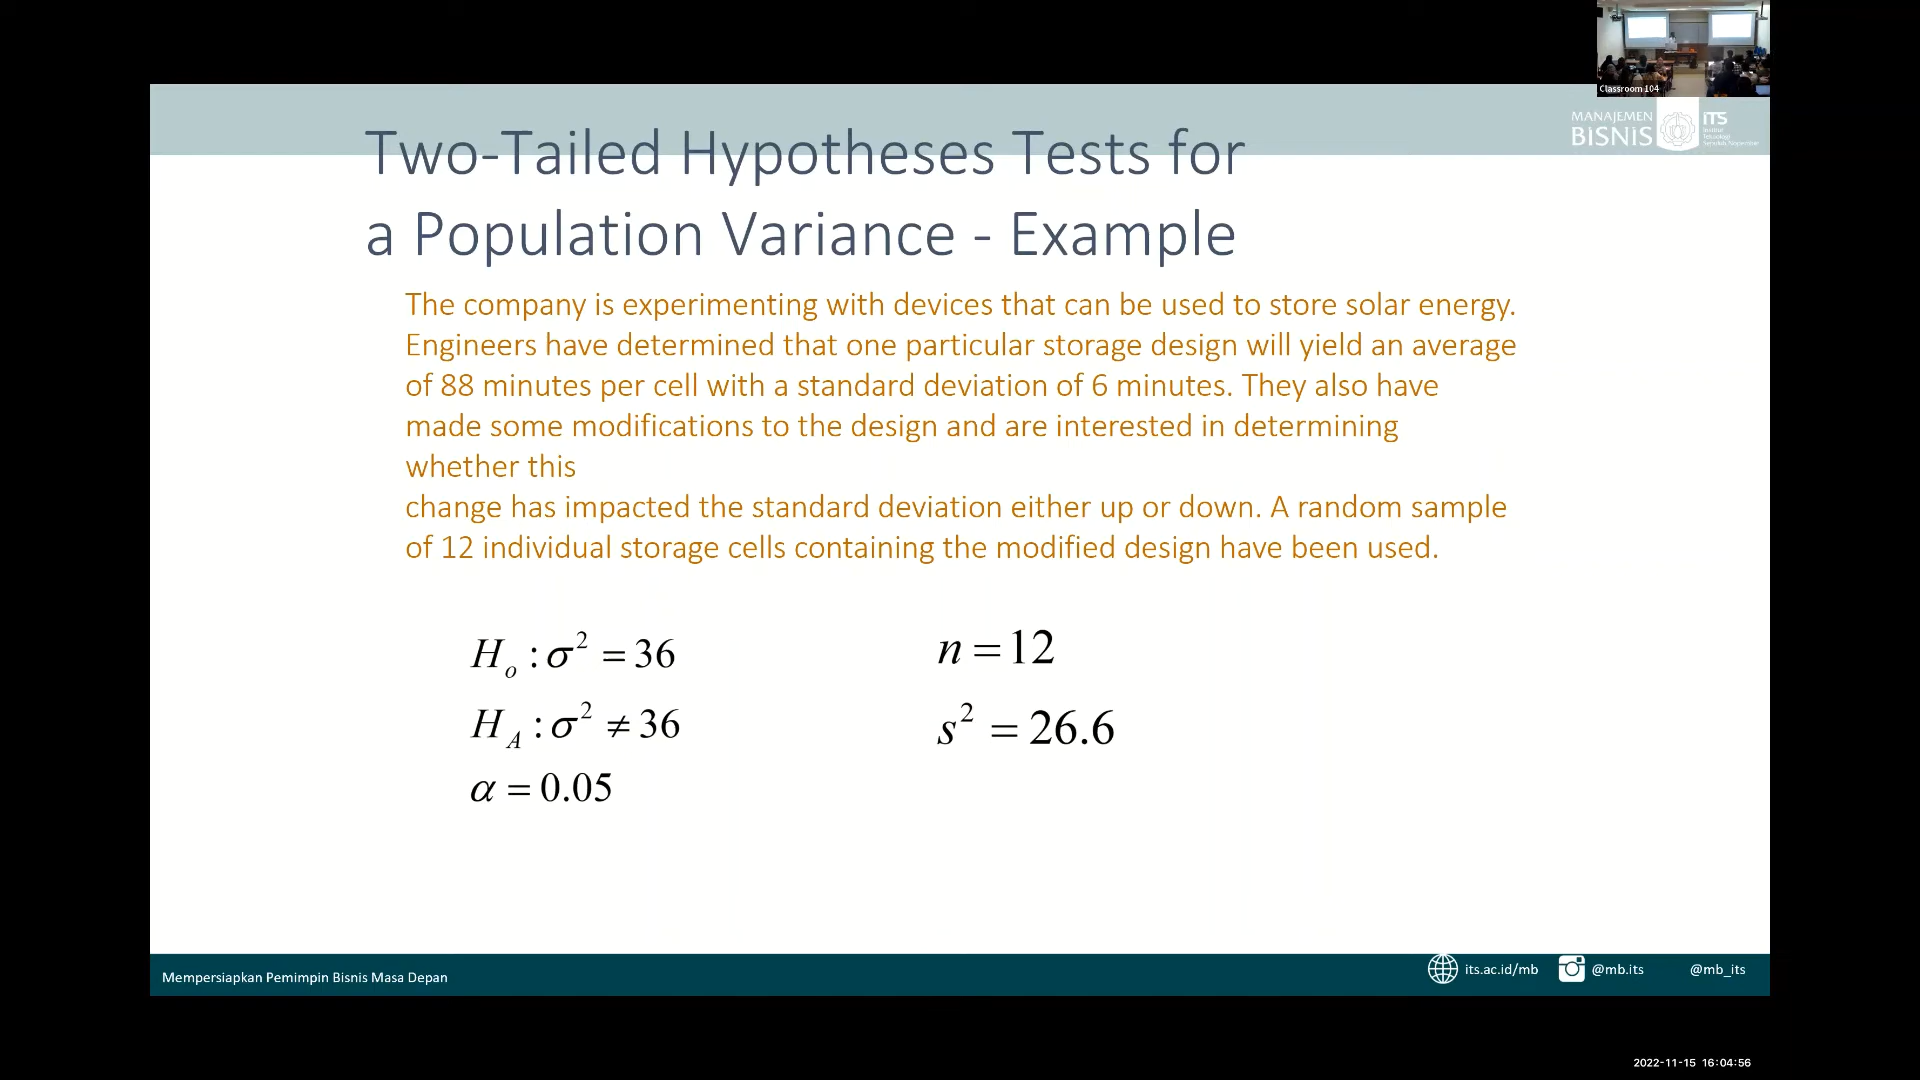 Classroom 104
MANAJEMEN
BISNIS
iTS
Institut
Teknologi
Sepuluh Nopember
Two-Tailed Hypotheses Tests for
a Population Variance - Example
The company is experimenting with devices that can be used to store solar energy.
Engineers have determined that one particular storage design will yield an average
of 88 minutes per cell with a standard deviation of 6 minutes. They also have
made some modifications to the design and are interested in determining
whether this
change has impacted the standard deviation either up or down. A random sample
of 12 individual storage cells containing the modified design have been used.
Hₒ : σ² = 36
H_A : σ² ≠ 36
α = 0.05
n = 12
s² = 26.6
Mempersiapkan Pemimpin Bisnis Masa Depan
its.ac.id/mb
@mb.its
@mb_its
2022-11-15 16:04:56